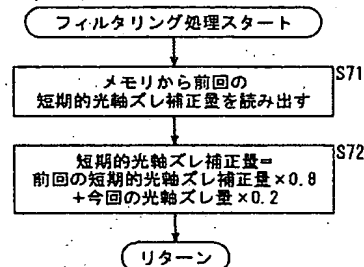 フィルタリング処理スタート
S71
メモリから前回の
短期的光軸ズレ補正量を読み出す
S72
短期的光軸ズレ補正量=
前回の短期的光軸ズレ補正量×0.8
+今回の光軸ズレ量×0.2
リターン